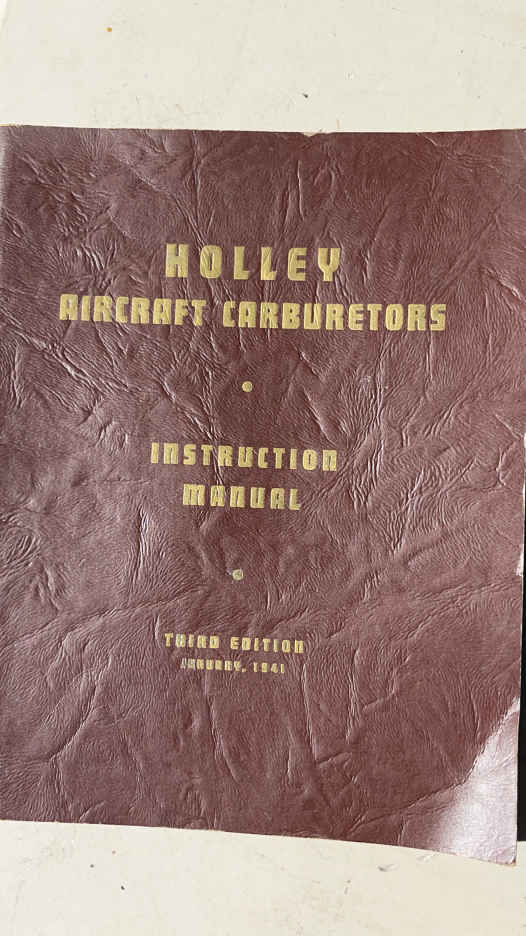 HOLLEY
AIRCRAFT CARBURETORS
INSTRUCTION
MANUAL
THIRD EDITION
JANUARY, 1941